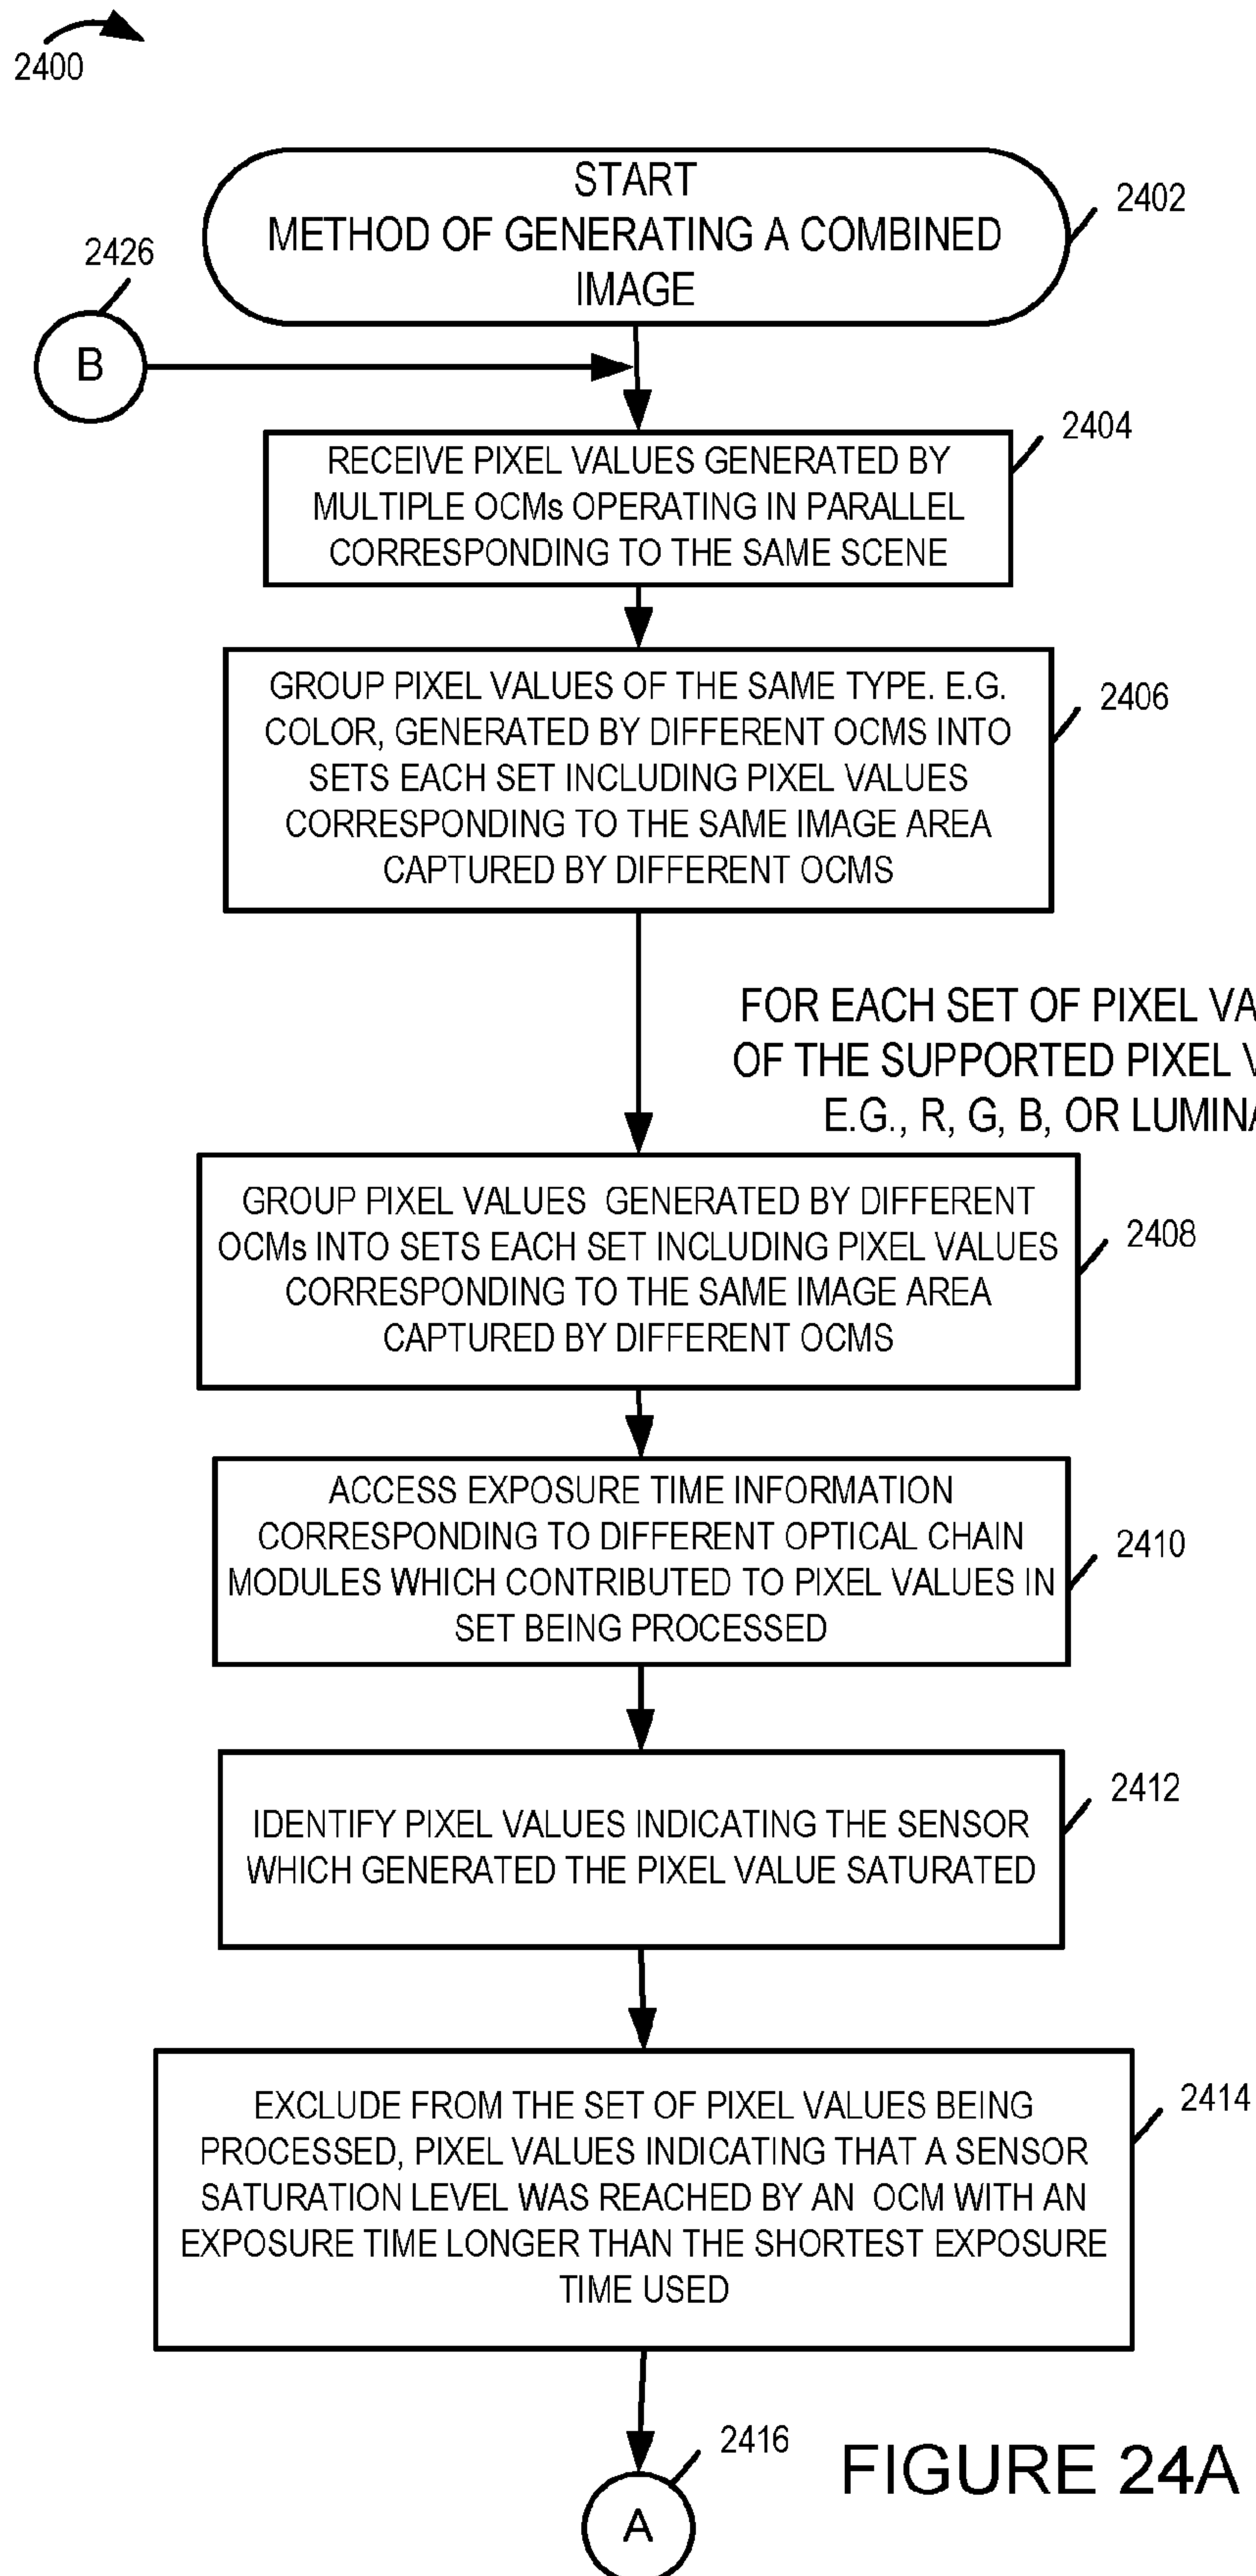 2400
START
METHOD OF GENERATING A COMBINED
IMAGE
2402
2426
B
2404
RECEIVE PIXEL VALUES GENERATED BY
MULTIPLE OCMs OPERATING IN PARALLEL
CORRESPONDING TO THE SAME SCENE
2406
GROUP PIXEL VALUES OF THE SAME TYPE. E.G.
COLOR, GENERATED BY DIFFERENT OCMS INTO
SETS EACH SET INCLUDING PIXEL VALUES
CORRESPONDING TO THE SAME IMAGE AREA
CAPTURED BY DIFFERENT OCMS
FOR EACH SET OF PIXEL
OF THE SUPPORTED PIXEL
E.G., R, G, B, OR
GROUP PIXEL VALUES GENERATED BY DIFFERENT
OCMs INTO SETS EACH SET INCLUDING PIXEL VALUES
CORRESPONDING TO THE SAME IMAGE AREA
CAPTURED BY DIFFERENT OCMS
2408
ACCESS EXPOSURE TIME INFORMATION
CORRESPONDING TO DIFFERENT OPTICAL CHAIN
MODULES WHICH CONTRIBUTED TO PIXEL VALUES IN
SET BEING PROCESSED
2410
IDENTIFY PIXEL VALUES INDICATING THE SENSOR
WHICH GENERATED THE PIXEL VALUE SATURATED
2412
EXCLUDE FROM THE SET OF PIXEL VALUES BEING
PROCESSED, PIXEL VALUES INDICATING THAT A SENSOR
SATURATION LEVEL WAS REACHED BY AN OCM WITH AN
EXPOSURE TIME LONGER THAN THE SHORTEST EXPOSURE
TIME USED
2414
2416
A
FIGURE 24A